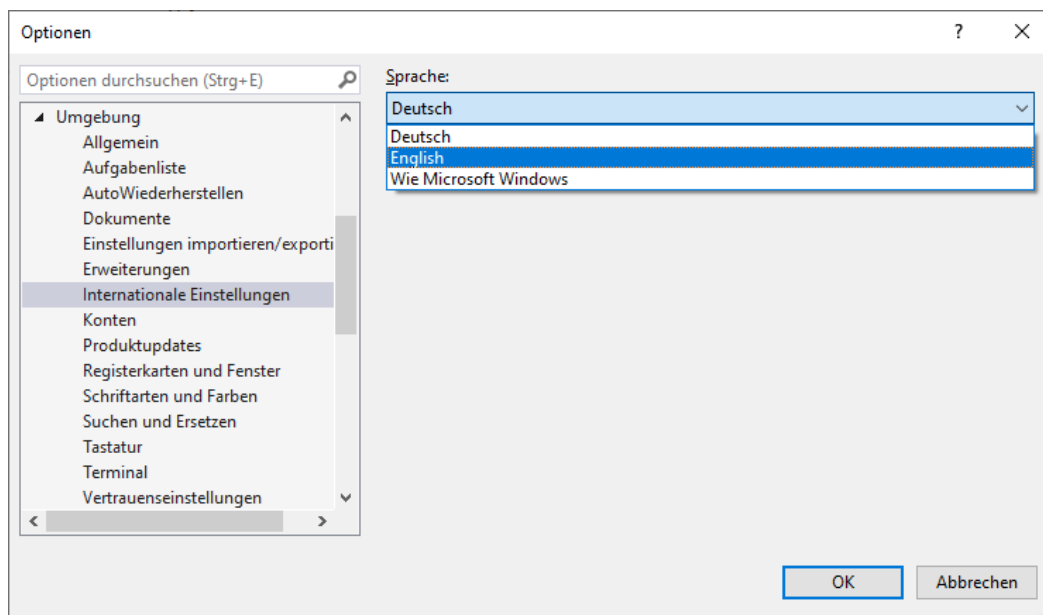 Optionen
Optionen durchsuchen (Strg+E)
Umgebung
Allgemein
Aufgabenliste
AutoWiederherstellen
Dokumente
Einstellungen importieren/exporti
Erweiterungen
Internationale Einstellungen
Konten
Produktupdates
Registerkarten und Fenster
Schriftarten und Farben
Suchen und Ersetzen
Tastatur
Terminal
Vertrauenseinstellungen
Sprache:
Deutsch
Deutsch
English
Wie Microsoft Windows
OK
Abbrechen